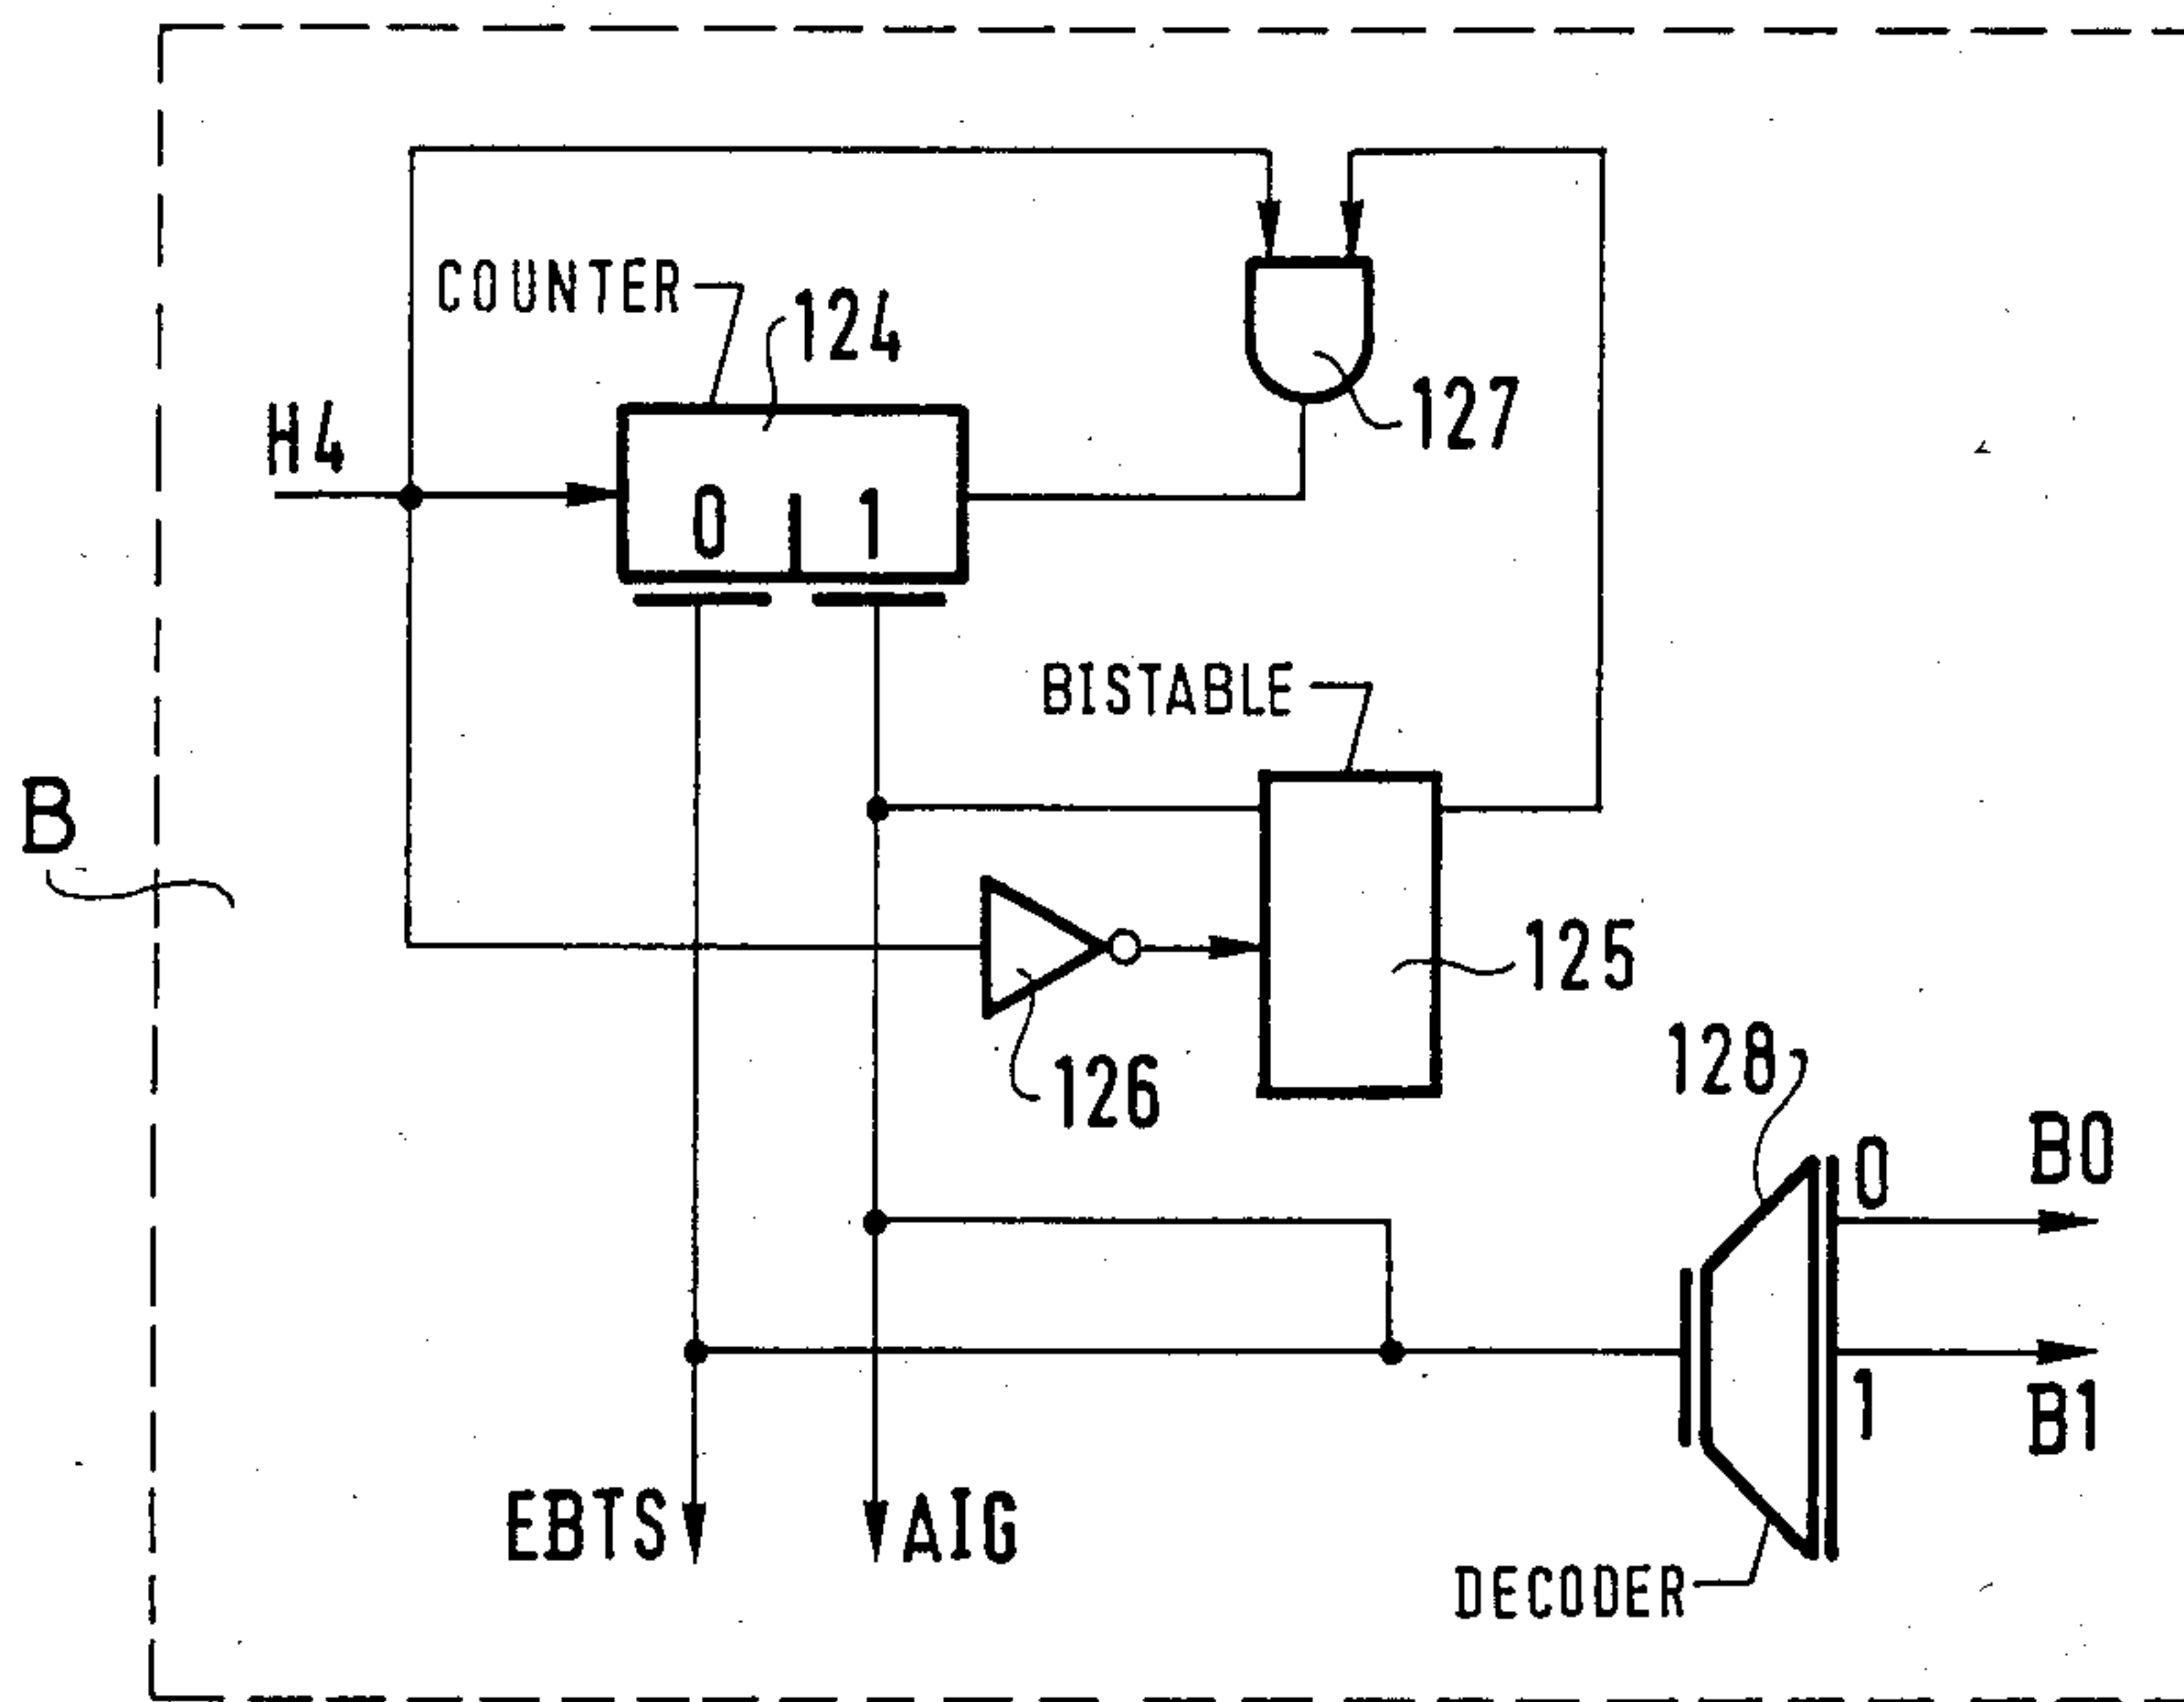 COUNTER
124
H4
0 1
127
BISTABLE
B
125
126
128
0
B0
1
B1
EBTS
AIG
DECODER